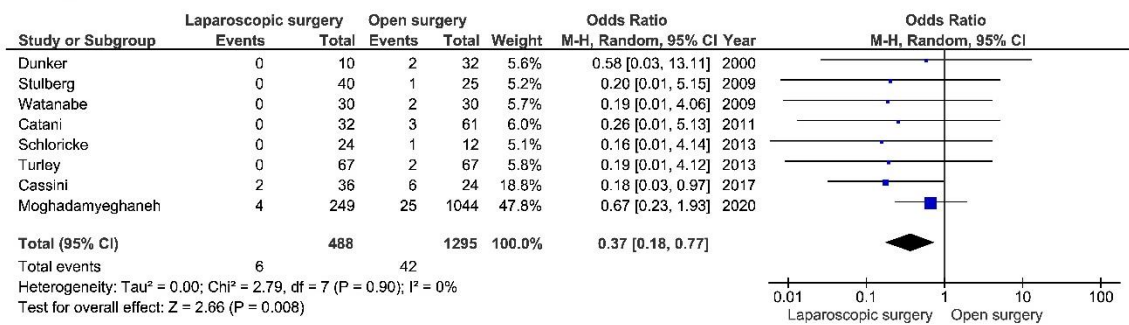 Laparoscopic surgery Open surgery Odds Ratio Odds Ratio
Study or Subgroup Events Total Events Total Weight M-H, Random, 95% CI Year M-H, Random, 95% CI
Dunker 0 10 2 32 5.6% 0.58 [0.03, 13.11] 2000
Stulberg 0 40 1 25 5.2% 0.20 [0.01, 5.15] 2009
Watanabe 0 30 2 30 5.7% 0.19 [0.01, 4.06] 2009
Catani 0 32 3 61 6.0% 0.26 [0.01, 5.13] 2011
Schloricke 0 24 1 12 5.1% 0.16 [0.01, 4.14] 2013
Turley 0 67 2 67 5.8% 0.19 [0.01, 4.12] 2013
Cassini 2 36 6 24 18.8% 0.18 [0.03, 0.97] 2017
Moghadamyeghaneh 4 249 25 1044 47.8% 0.67 [0.23, 1.93] 2020
Total (95% CI) 488 1295 100.0% 0.37 [0.18, 0.77]
Total events 6 42
Heterogeneity: Tau² = 0.00; Chi² = 2.79, df = 7 (P = 0.90); I² = 0%
Test for overall effect: Z = 2.66 (P = 0.008)
0.01 0.1 1 10 100
Laparoscopic surgery Open surgery